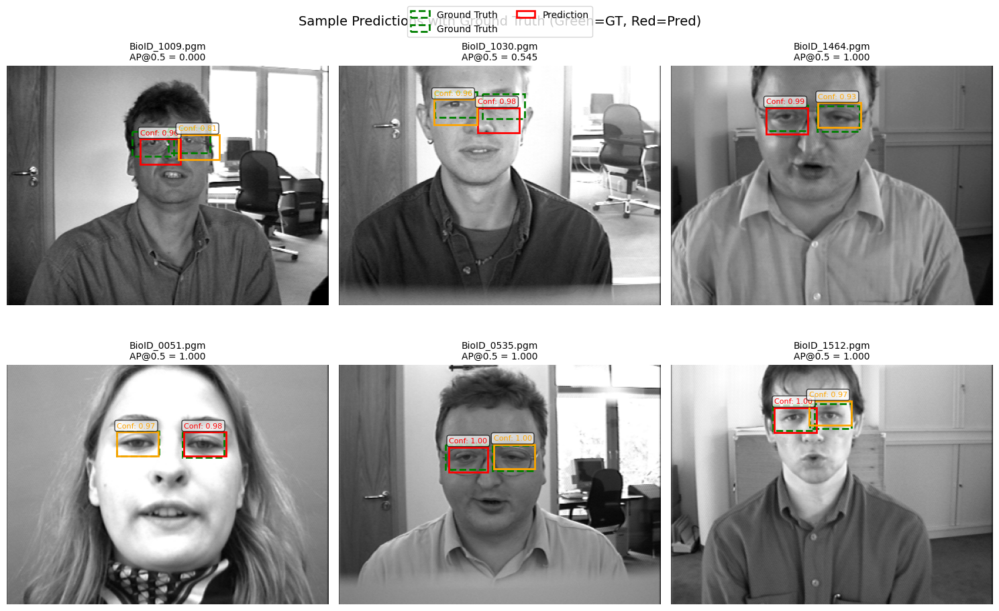 Sample Predictions with Ground Truth (Green=GT, Red=Pred)
Ground Truth
Ground Truth
Prediction
BioID_1009.pgm
AP@0.5 = 0.000
Conf: 0.96
Conf: 0.81
BioID_1030.pgm
AP@0.5 = 0.545
Conf: 0.96
Conf: 0.98
BioID_1464.pgm
AP@0.5 = 1.000
Conf: 0.99
Conf: 0.93
BioID_0051.pgm
AP@0.5 = 1.000
Conf: 0.97
Conf: 0.98
BioID_0535.pgm
AP@0.5 = 1.000
Conf: 1.00
Conf: 1.00
BioID_1512.pgm
AP@0.5 = 1.000
Conf: 1.00
Conf: 0.97